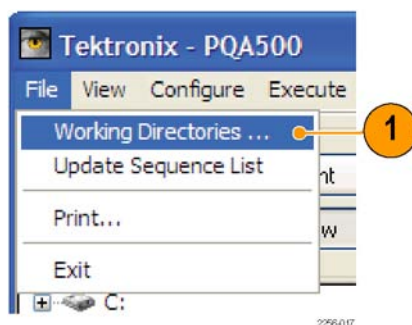 Tektronix - PQA500
File View Configure Execute
Working Directories ...
1
Update Sequence List
nt
Print...
w
Exit
C:
2256-017